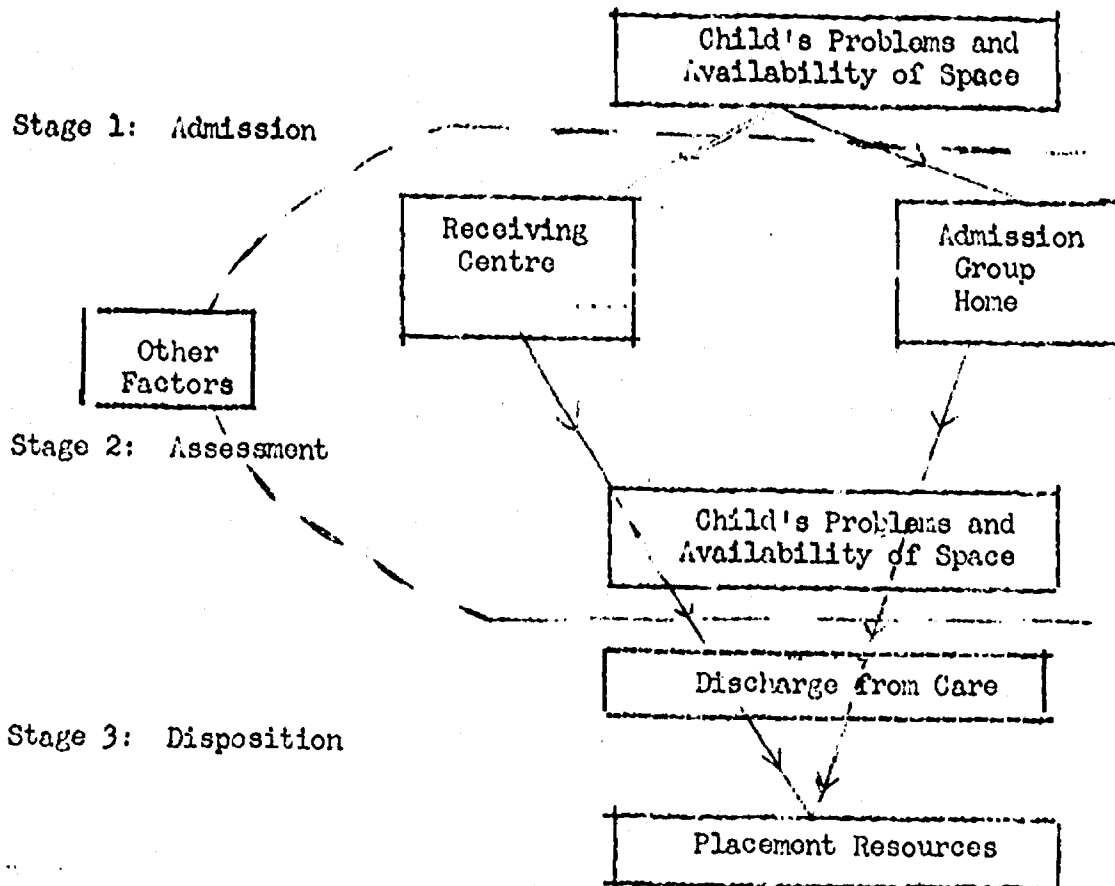 Child's Problems and
Availability of Space
Stage 1: Admission
Receiving
Centre
Admission
Group
Home
Other
Factors
Stage 2: Assessment
Child's Problems and
Availability of Space
Discharge from Care
Stage 3: Disposition
Placement Resources